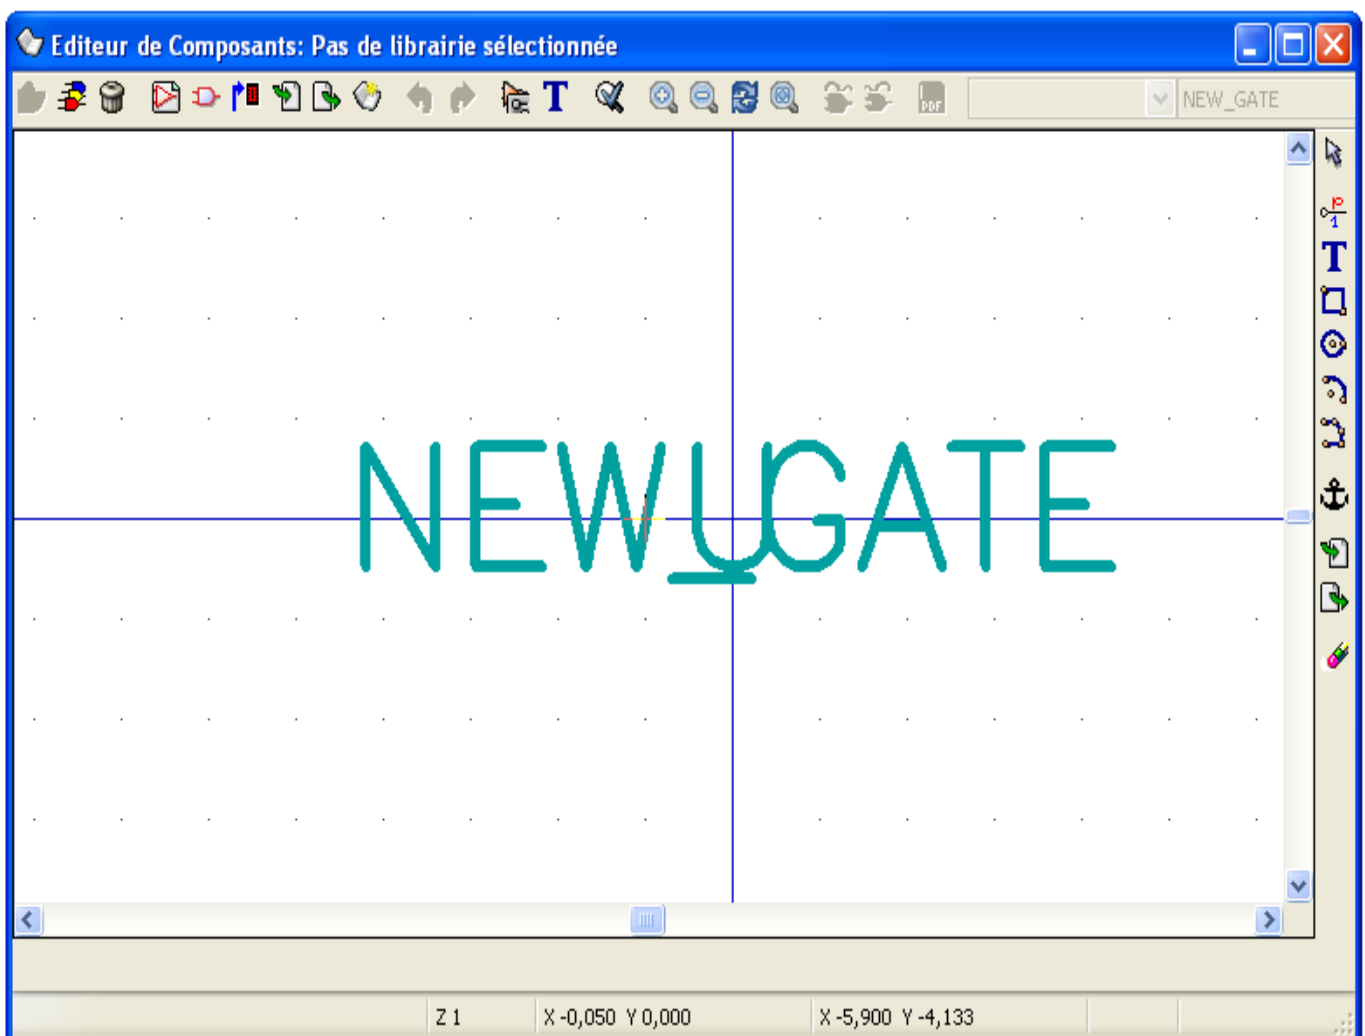 Editeur de Composants: Pas de librairie sélectionnée
NEW_GATE
NEW_GATE
U
Z 1 X -0,050 Y 0,000 X -5,900 Y -4,133